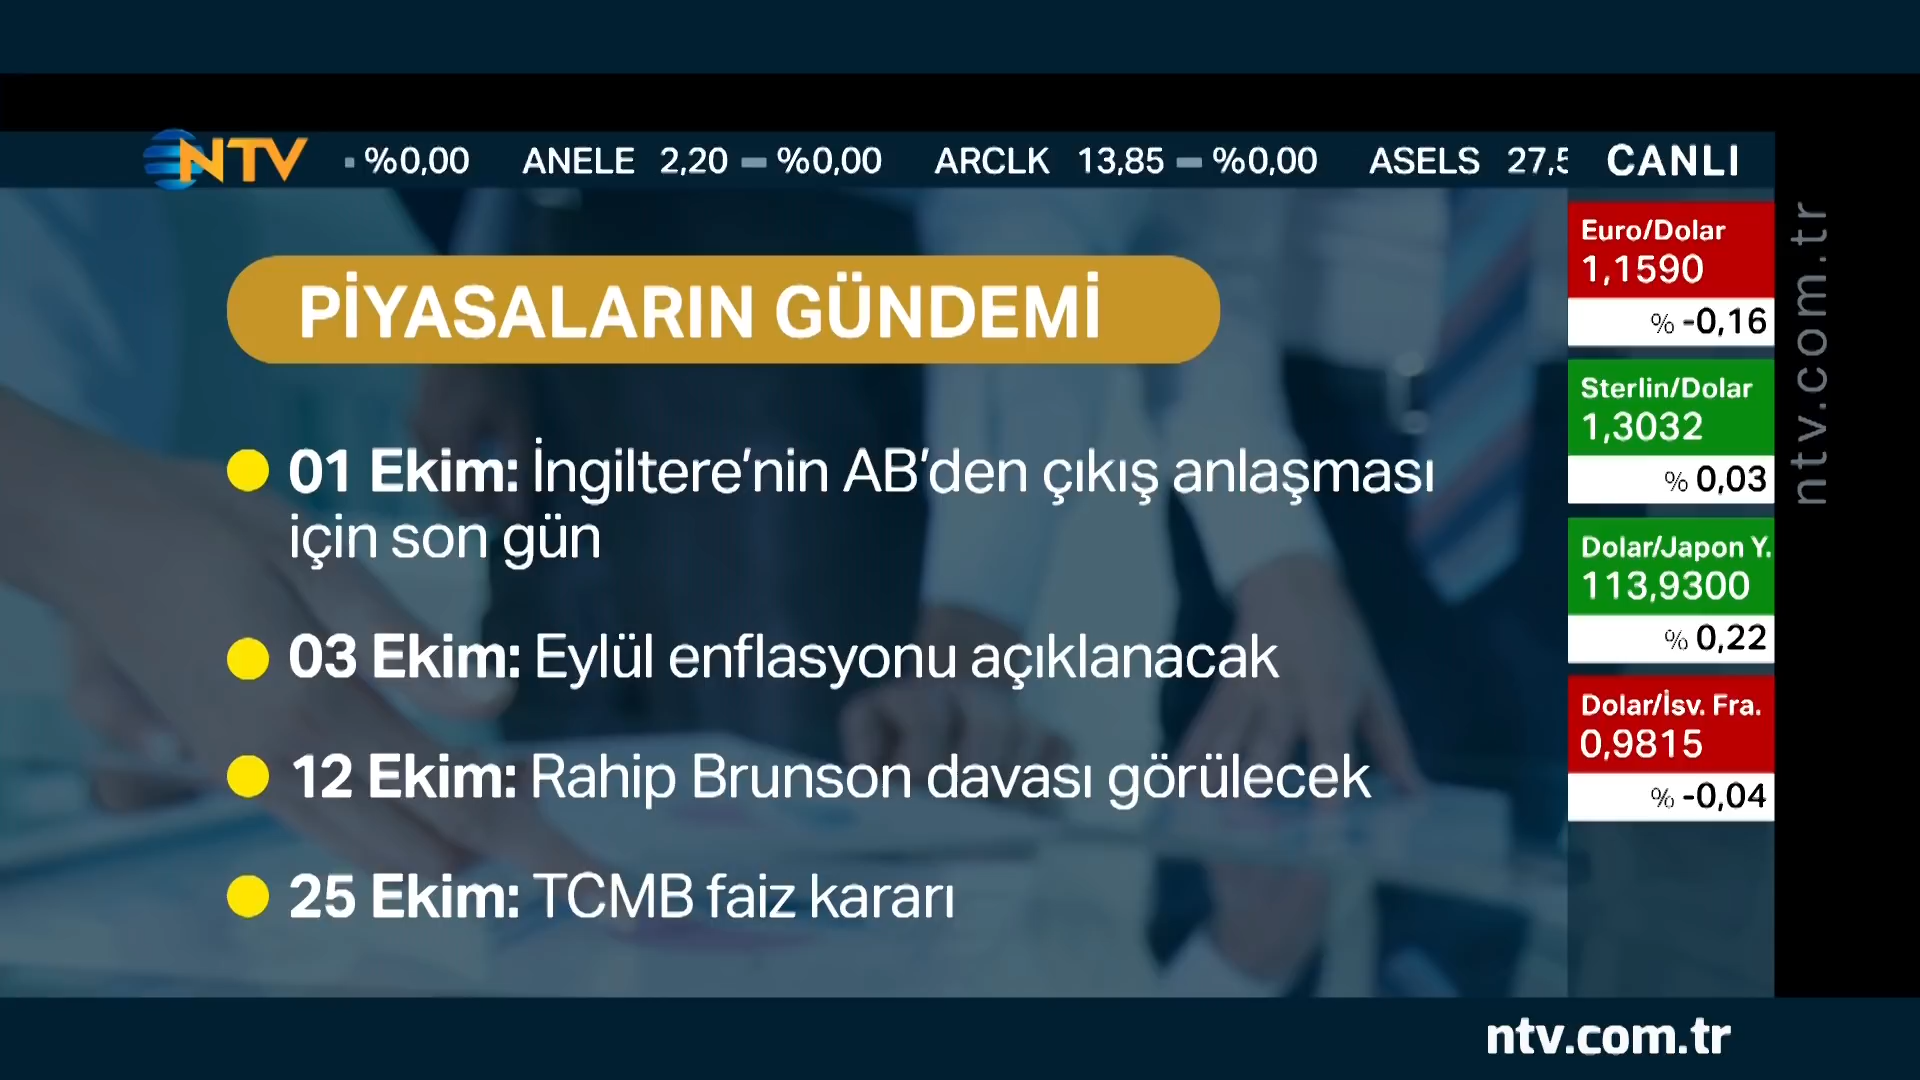 NTV %0,00 ANELE 2,20 %0,00 ARCLK 13,85 %0,00 ASELS 27,5 CANLI
PİYASALARIN GÜNDEMİ
01 Ekim: İngiltere’nin AB’den çıkış anlaşması
için son gün
03 Ekim: Eylül enflasyonu açıklanacak
12 Ekim: Rahip Brunson davası görülecek
25 Ekim: TCMB faiz kararı
Euro/Dolar
1,1590
% -0,16
Sterlin/Dolar
1,3032
% 0,03
Dolar/Japon Y.
113,9300
% 0,22
Dolar/İsv. Fra.
0,9815
% -0,04
ntv.com.tr
ntv.com.tr